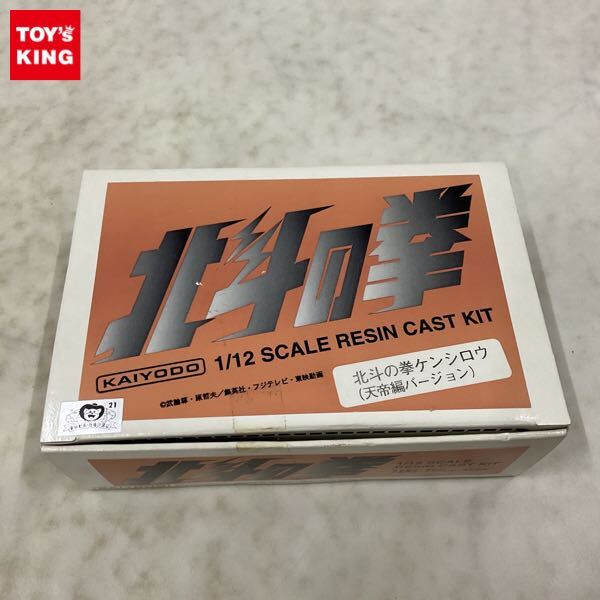 TOY's
KING
北斗の拳
KAIYODO 1/12 SCALE RESIN CAST KIT
北斗の拳ケンシロウ
(天帝編バージョン)
©武論尊・原哲夫/集英社・フジテレビ・東映動画
21
北斗の拳
1/12 SCALE
RESIN CAST KIT